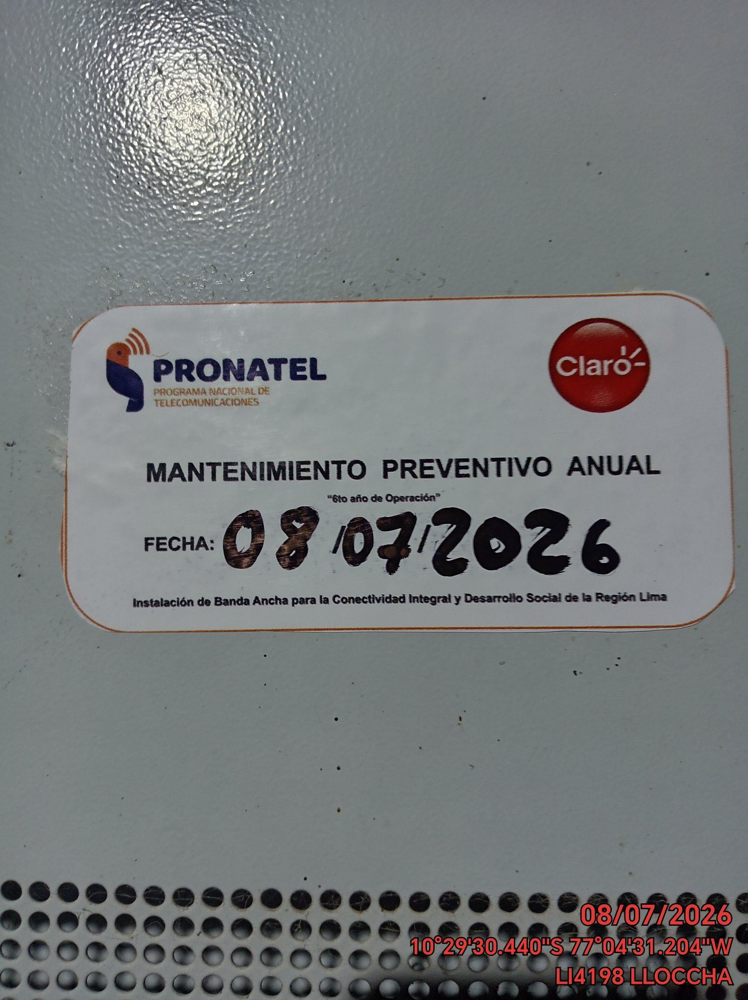 PRONATEL
PROGRAMA NACIONAL DE
TELECOMUNICACIONES
Claro
MANTENIMIENTO PREVENTIVO ANUAL
"6to año de Operación"
FECHA: 08/07/2026
Instalación de Banda Ancha para la Conectividad Integral y Desarrollo Social de la Región Lima
08/07/2026
10°29'30.440"S 77°04'31.204"W
LI4198 LLOCCHA